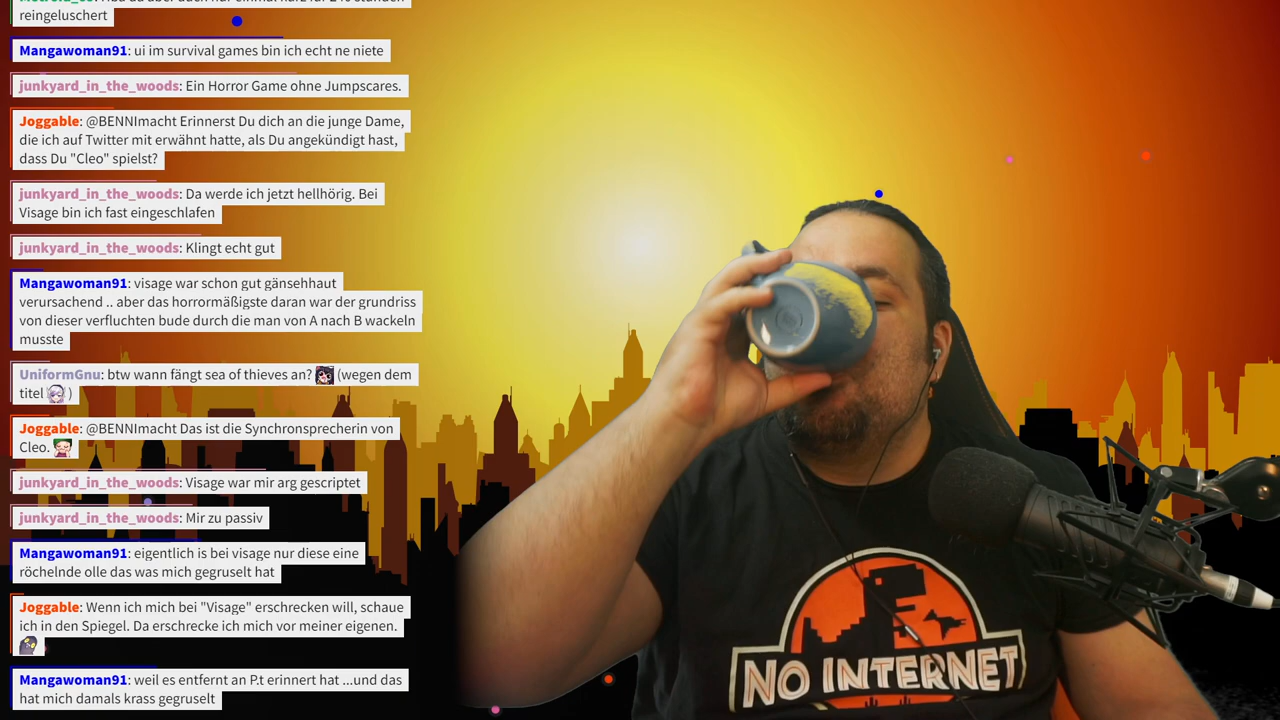 reingeluschert
Mangawoman91: ui im survival games bin ich echt ne niete
junkyard_in_the_woods: Ein Horror Game ohne Jumpscares.
Joggable: @BENNImacht Erinnerst Du dich an die junge Dame,
die ich auf Twitter mit erwähnt hatte, als Du angekündigt hast,
dass Du "Cleo" spielst?
junkyard_in_the_woods: Da werde ich jetzt hellhörig. Bei
Visage bin ich fast eingeschlafen
junkyard_in_the_woods: Klingt echt gut
Mangawoman91: visage war schon gut gänsehhaut
verursachend .. aber das horrormäßigste daran war der grundriss
von dieser verfluchten bude durch die man von A nach B wackeln
musste
UniformGnu: btw wann fängt sea of thieves an? (wegen dem
titel )
Joggable: @BENNImacht Das ist die Synchronsprecherin von
Cleo.
junkyard_in_the_woods: Visage war mir arg gescriptet
junkyard_in_the_woods: Mir zu passiv
Mangawoman91: eigentlich is bei visage nur diese eine
röchelnde olle das was mich gegruselt hat
Joggable: Wenn ich mich bei "Visage" erschrecken will, schaue
ich in den Spiegel. Da erschrecke ich mich vor meiner eigenen.
Mangawoman91: weil es entfernt an P.t erinnert hat ...und das
hat mich damals krass gegruselt
NO INTERNET